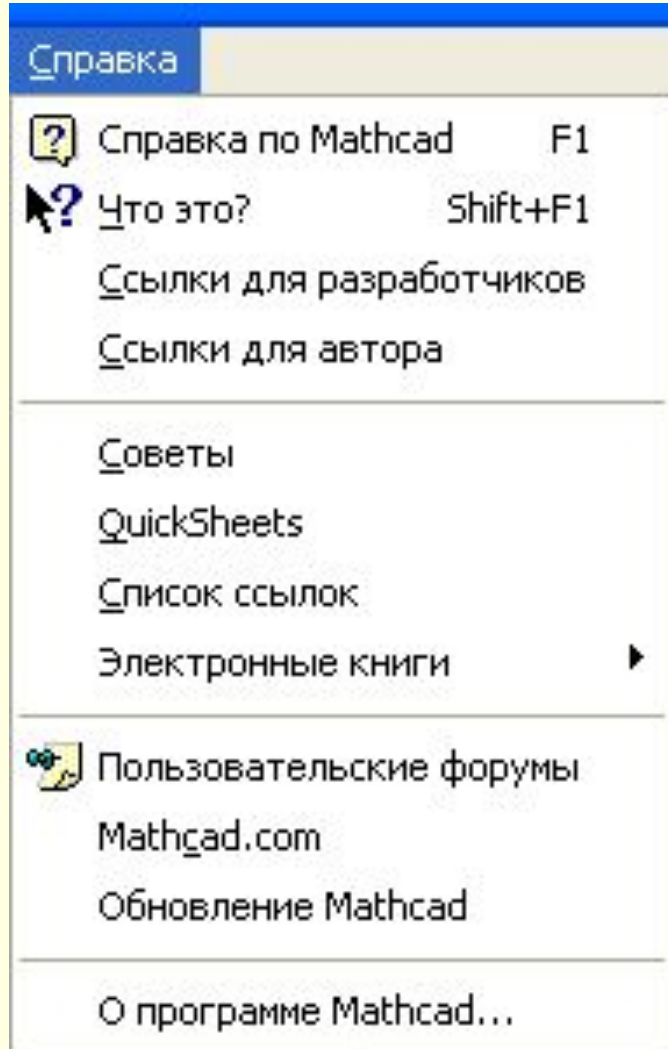 Справка
Справка по Mathcad F1
Что это? Shift+F1
Ссылки для разработчиков
Ссылки для автора
Советы
QuickSheets
Список ссылок
Электронные книги
Пользовательские форумы
Mathcad.com
Обновление Mathcad
О программе Mathcad...